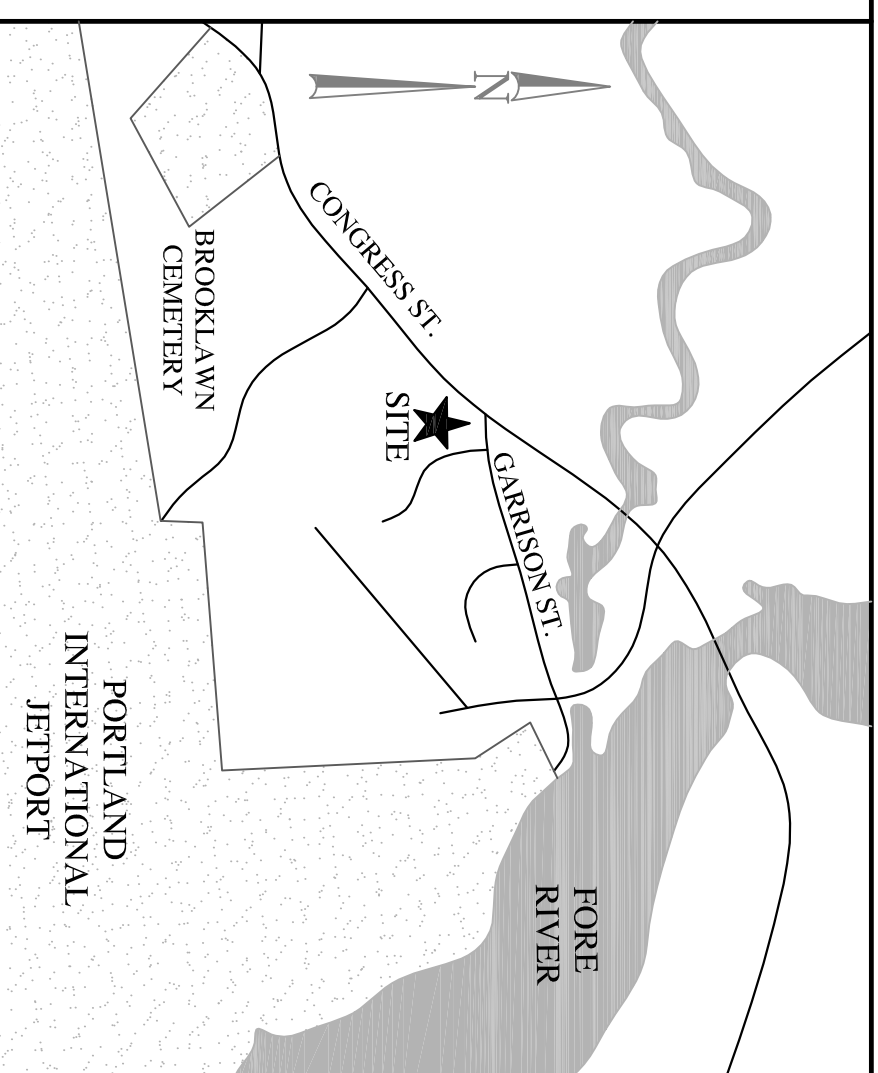 N
CONGRESS ST.
BROOKLAWN
CEMETERY
SITE
GARRISON ST.
FORE
RIVER
PORTLAND
INTERNATIONAL
JETPORT